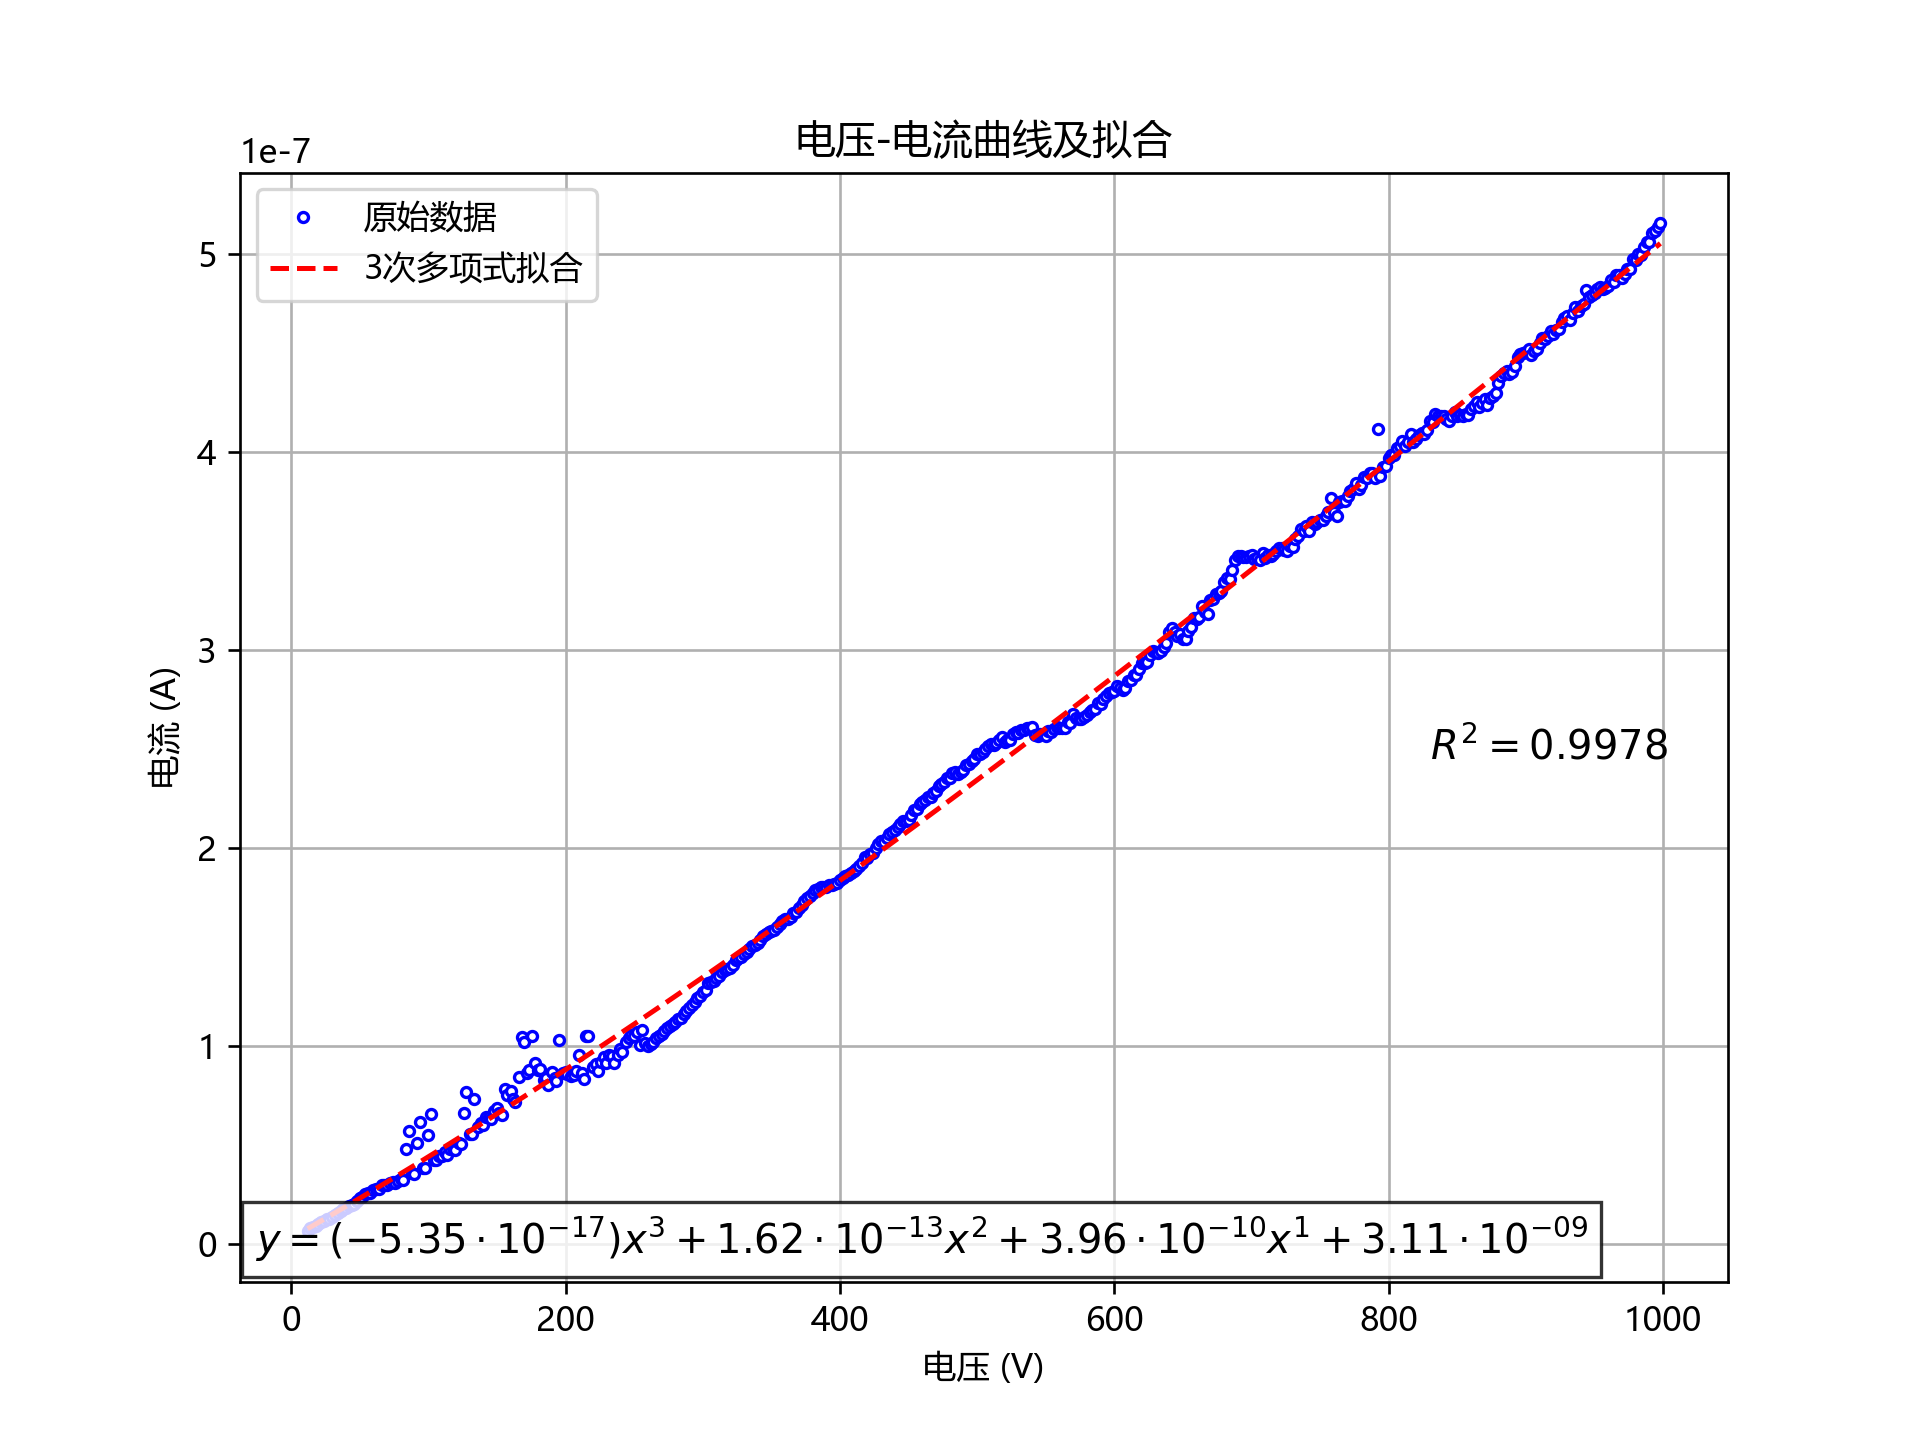 电压-电流曲线及拟合
1e-7
原始数据
3次多项式拟合
5
4
3
2
1
0
电流 (A)
R² = 0.9978
y = (−5.35 · 10⁻¹⁷)x³ + 1.62 · 10⁻¹³x² + 3.96 · 10⁻¹⁰x¹ + 3.11 · 10⁻⁰⁹
0 200 400 600 800 1000
电压 (V)